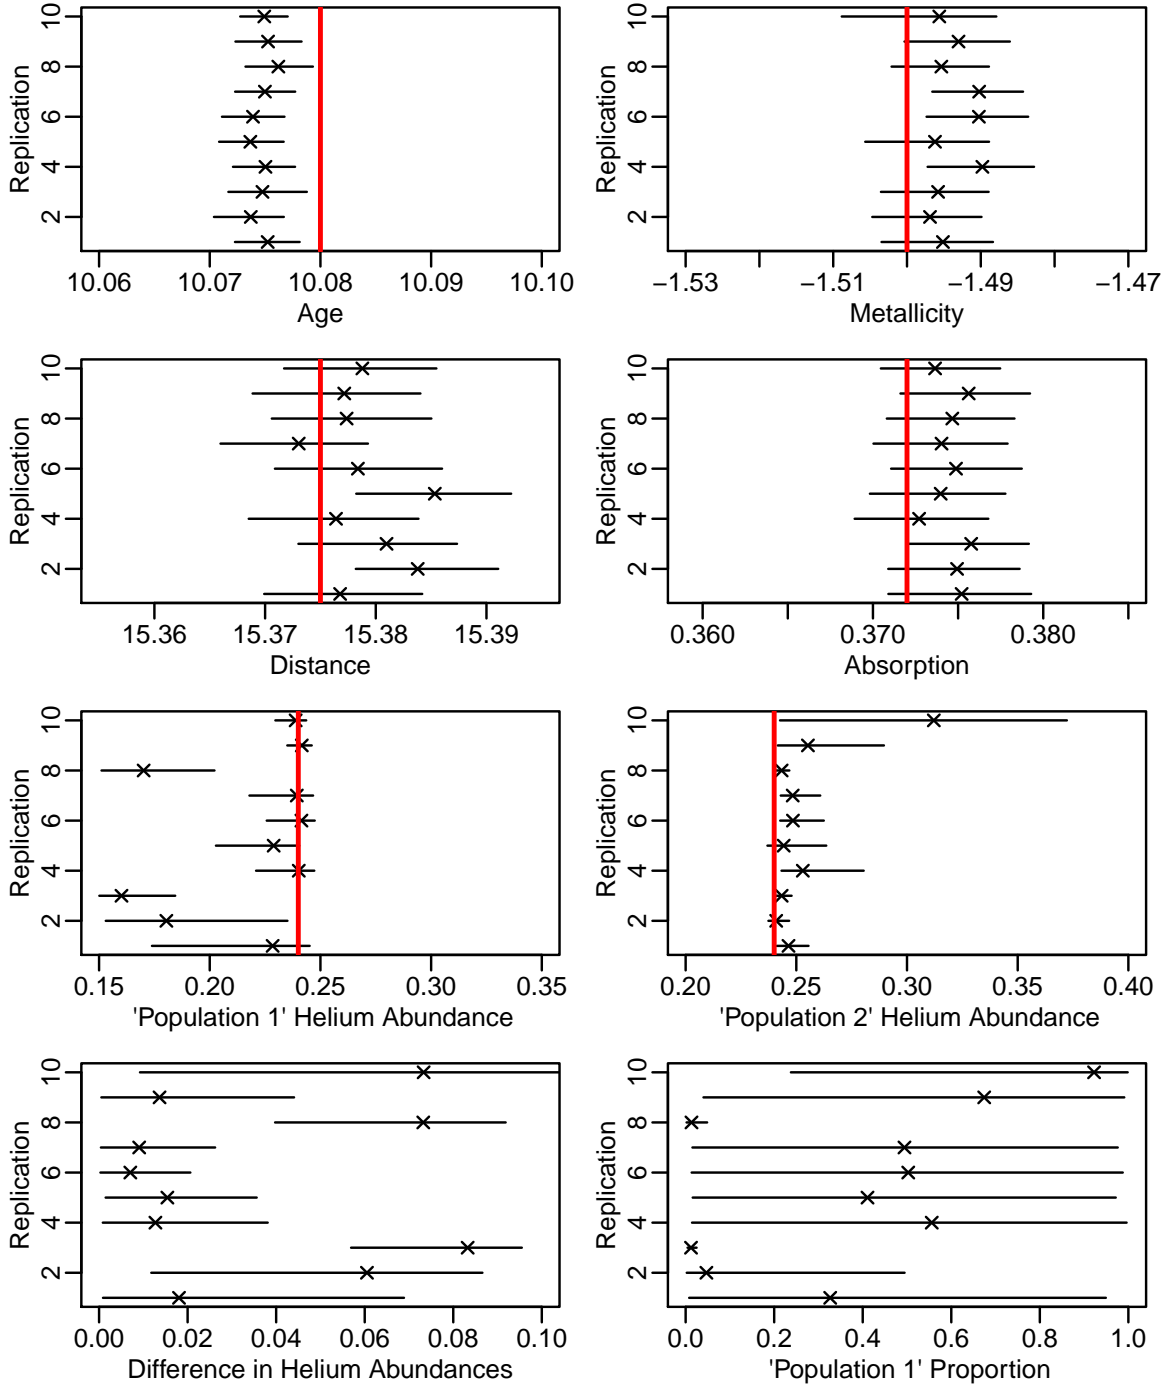 Replication
2 4 6 8 10
10.06 10.07 10.08 10.09 10.10
Age
Replication
2 4 6 8 10
−1.53 −1.51 −1.49 −1.47
Metallicity
Replication
2 4 6 8 10
15.36 15.37 15.38 15.39
Distance
Replication
2 4 6 8 10
0.360 0.370 0.380
Absorption
Replication
2 4 6 8 10
0.15 0.20 0.25 0.30 0.35
'Population 1' Helium Abundance
Replication
2 4 6 8 10
0.20 0.25 0.30 0.35 0.40
'Population 2' Helium Abundance
Replication
2 4 6 8 10
0.00 0.02 0.04 0.06 0.08 0.10
Difference in Helium Abundances
Replication
2 4 6 8 10
0.0 0.2 0.4 0.6 0.8 1.0
'Population 1' Proportion